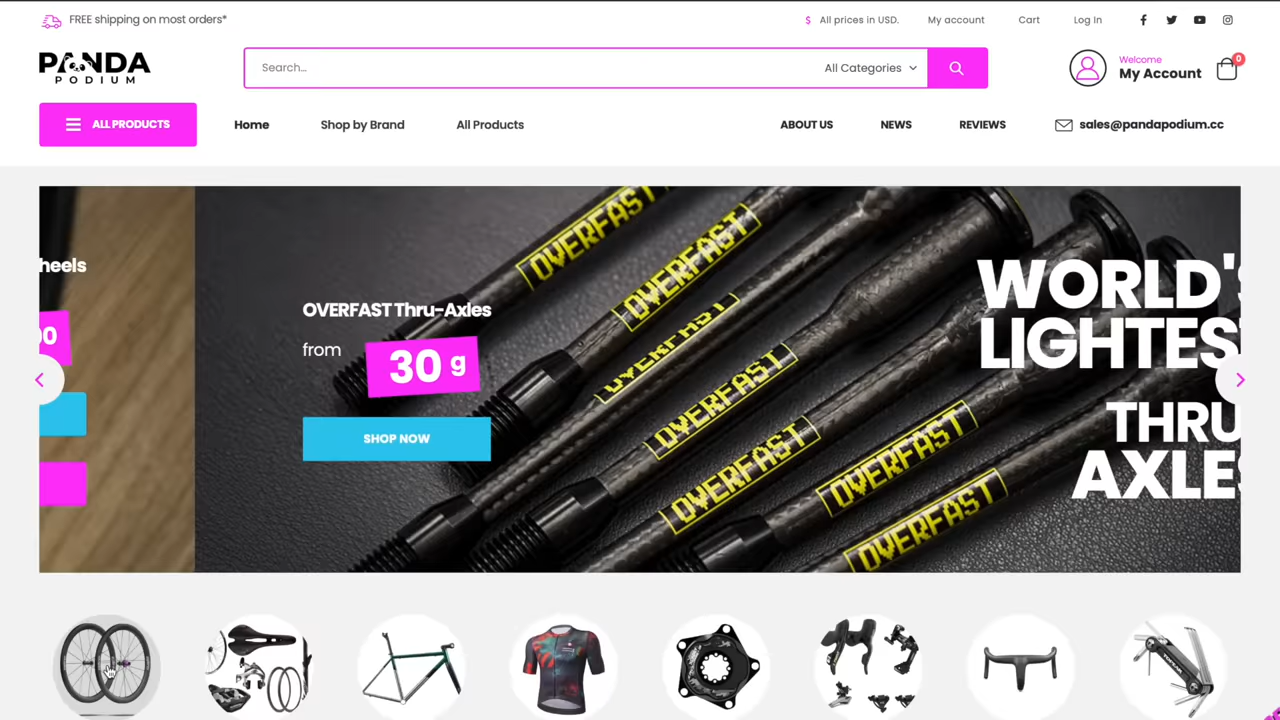 FREE shipping on most orders*
$ All prices in USD.
My account
Cart
Log In
PANDA
PODIUM
Search...
All Categories
Welcome
My Account
0
ALL PRODUCTS
Home
Shop by Brand
All Products
ABOUT US
NEWS
REVIEWS
sales@pandapodium.cc
heels
00
OVERFAST Thru-Axles
from
30 g
SHOP NOW
OVERFAST
OVERFAST
OVERFAST
OVERFAST
OVERFAST
OVERFAST
OVERFAST
WORLD'S
LIGHTEST
THRU
AXLES